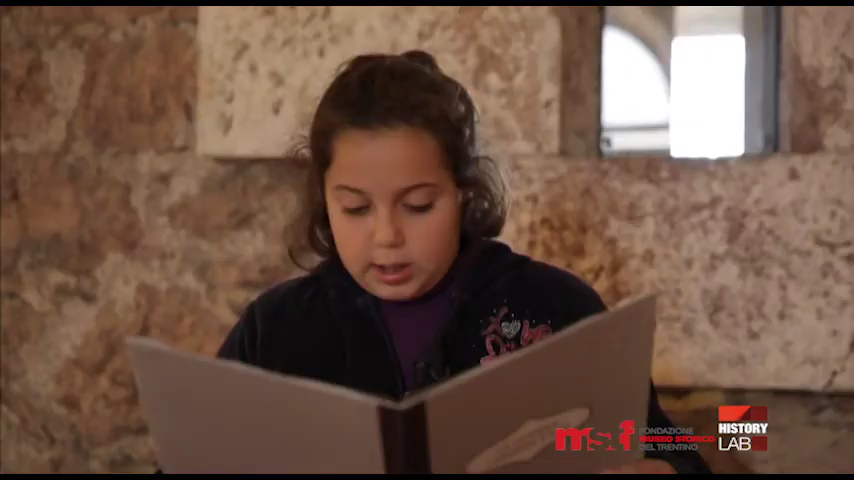 msf
FONDAZIONE
MUSEO STORICO
DEL TRENTINO
HISTORY
LAB